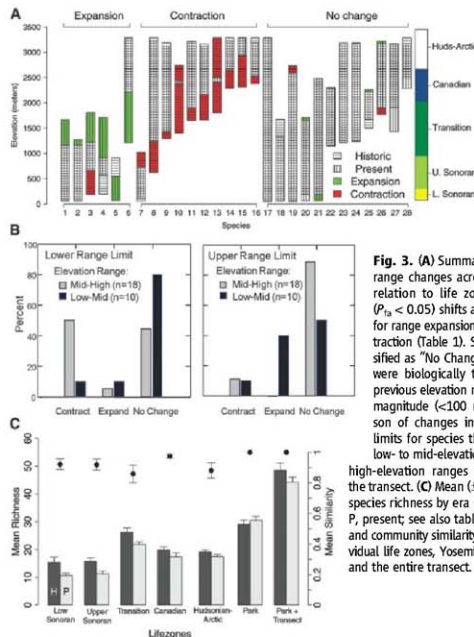 A
Expansion
Contraction
No change
Elevation (meters)
3500
3000
2500
2000
1500
1000
500
0
Historic
Present
Expansion
Contraction
1 2 3 4 5 6 7 8 9 10 11 12 13 14 15 16 17 18 19 20 21 22 23 24 25 26 27 28
Species
Huds-Arctic
Canadian
Transition
U. Sonoran
L. Sonoran
B
Lower Range Limit
Elevation Range:
Mid-High (n=18)
Low-Mid (n=10)
Upper Range Limit
Elevation Range:
Mid-High (n=18)
Low-Mid (n=10)
Percent
100
80
60
40
20
0
Contract Expand No Change
Contract Expand No Change
C
Mean Richness
60
50
40
30
20
10
0
H P
Mean Similarity
1
0.8
0.6
0.4
0.2
0
Low Sonoran
Upper Sonoran
Transition
Canadian
Hudsonian-Arctic
Park
Park + Transect
Lifezones
Fig. 3. (A) Summa
range changes acr
relation to life zo
(Pfa < 0.05) shifts a
for range expansion
traction (Table 1). S
sified as "No Chang
were biologically t
previous elevation r
magnitude (<100 r
son of changes in
limits for species th
low- to mid-elevatio
high-elevation ranges
the transect. (C) Mean (±
species richness by era
P, present; see also tabl
and community similarity
vidual life zones, Yosemi
and the entire transect.